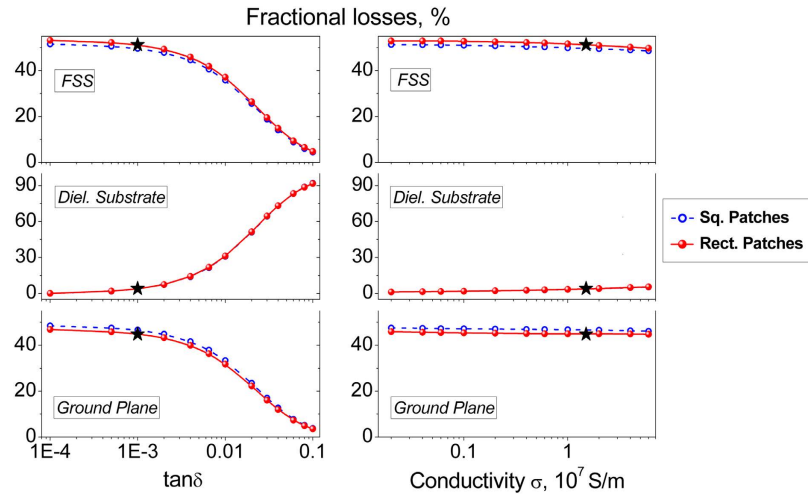 Fractional losses, %
40
20
0
FSS
FSS
90
60
30
0
Diel. Substrate
Diel. Substrate
Sq. Patches
Rect. Patches
40
20
0
Ground Plane
Ground Plane
1E-4 1E-3 0.01 0.1
0.1 1
tanδ
Conductivity σ, 10⁷ S/m